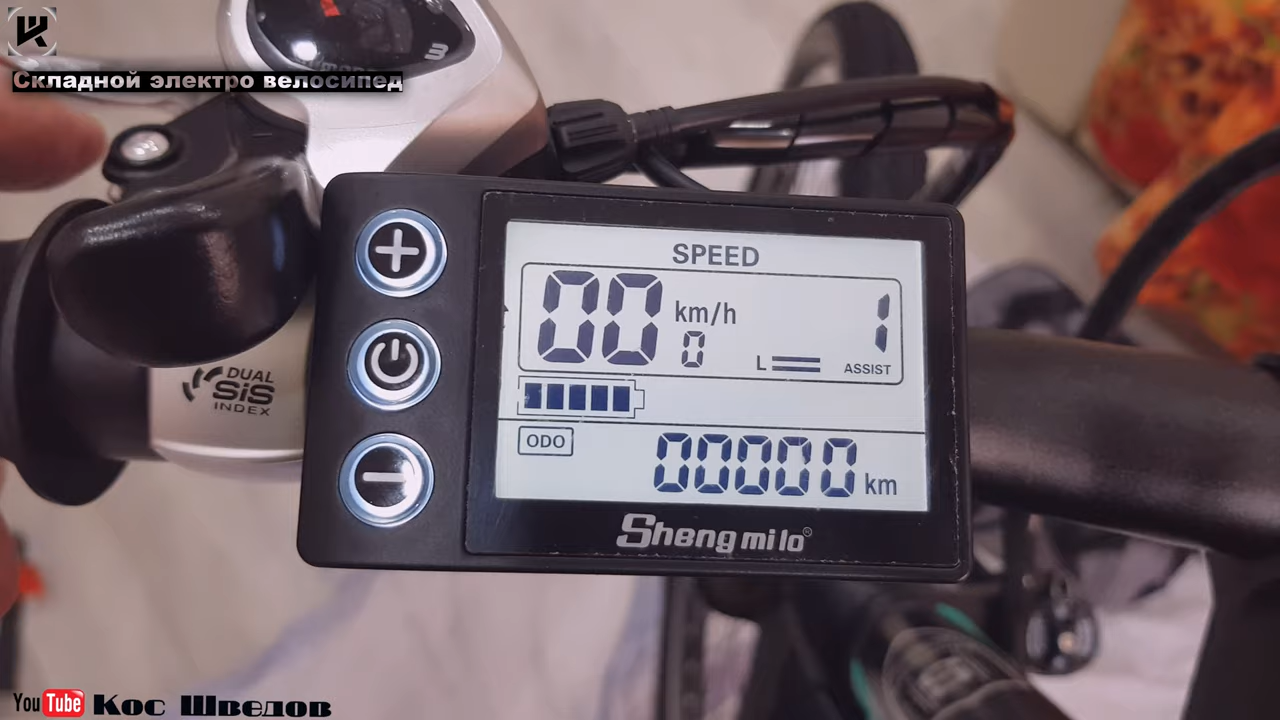 Складной электро велосипед
SPEED
00 km/h
0
L
1
ASSIST
ODO
00000 km
Shengmilo®
DUAL
SiS
INDEX
YouTube Кос Шведов